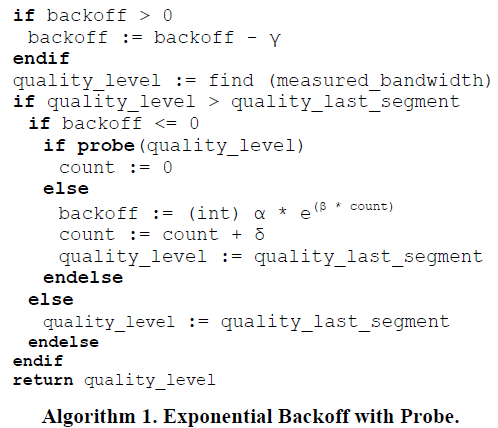 if backoff > 0
backoff := backoff - γ
endif
quality_level := find (measured_bandwidth)
if quality_level > quality_last_segment
if backoff <= 0
if probe(quality_level)
count := 0
else
backoff := (int) α * e^(β * count)
count := count + δ
quality_level := quality_last_segment
endelse
else
quality_level := quality_last_segment
endelse
endif
return quality_level
Algorithm 1. Exponential Backoff with Probe.